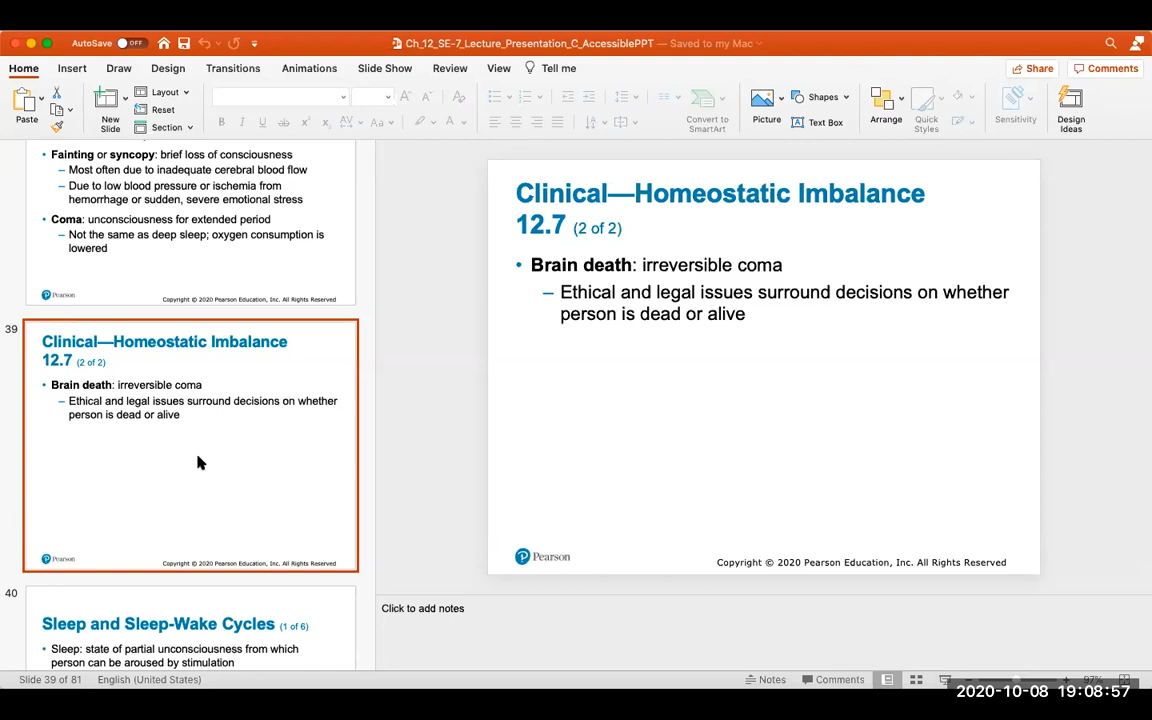 AutoSave OFF
Ch_12_SE-7_Lecture_Presentation_C_AccessiblePPT — Saved to my Mac
Home Insert Draw Design Transitions Animations Slide Show Review View Tell me Share Comments
Paste
New Slide
Layout
Reset
Section
B I U ab x² x₂ AV Aa A
Convert to SmartArt
Picture
Shapes
Text Box
Arrange
Quick Styles
Sensitivity
Design Ideas
• Fainting or syncopy: brief loss of consciousness
– Most often due to inadequate cerebral blood flow
– Due to low blood pressure or ischemia from
hemorrhage or sudden, severe emotional stress
• Coma: unconsciousness for extended period
– Not the same as deep sleep; oxygen consumption is
lowered
Pearson
Copyright © 2020 Pearson Education, Inc. All Rights Reserved
39
Clinical—Homeostatic Imbalance
12.7 (2 of 2)
• Brain death: irreversible coma
– Ethical and legal issues surround decisions on whether
person is dead or alive
Pearson
Copyright © 2020 Pearson Education, Inc. All Rights Reserved
40
Sleep and Sleep-Wake Cycles (1 of 6)
• Sleep: state of partial unconsciousness from which
person can be aroused by stimulation
Clinical—Homeostatic Imbalance
12.7 (2 of 2)
• Brain death: irreversible coma
– Ethical and legal issues surround decisions on whether
person is dead or alive
Pearson
Copyright © 2020 Pearson Education, Inc. All Rights Reserved
Click to add notes
Slide 39 of 81 English (United States) Notes Comments 97%
2020-10-08 19:08:57